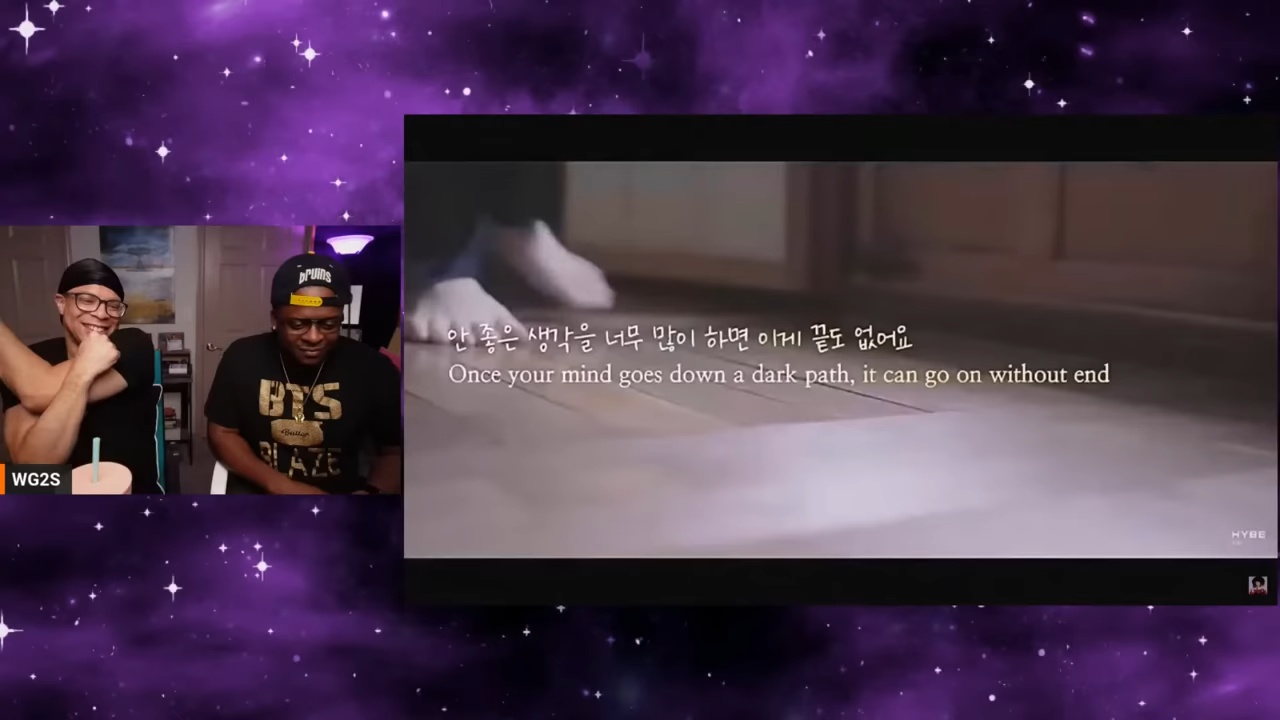 bruins
BTS
Butter
BLAZE
WG2S
안 좋은 생각을 너무 많이 하면 이게 끝도 없어요
Once your mind goes down a dark path, it can go on without end
HYBE